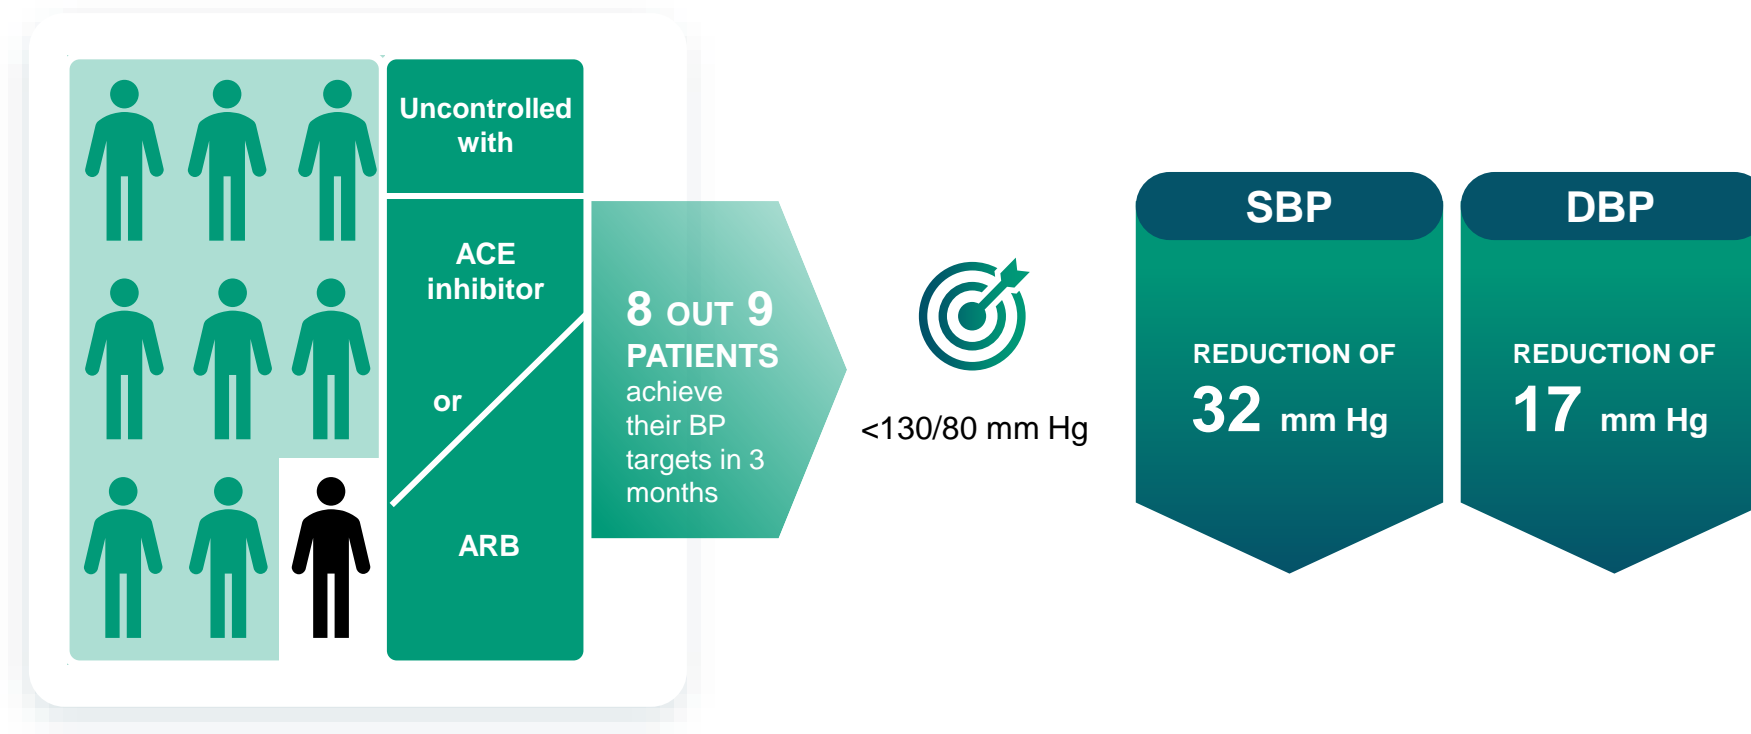 Uncontrolled
with
ACE
inhibitor
or
ARB
8 OUT 9
PATIENTS
achieve
their BP
targets in 3
months
<130/80 mm Hg
SBP
REDUCTION OF
32 mm Hg
DBP
REDUCTION OF
17 mm Hg